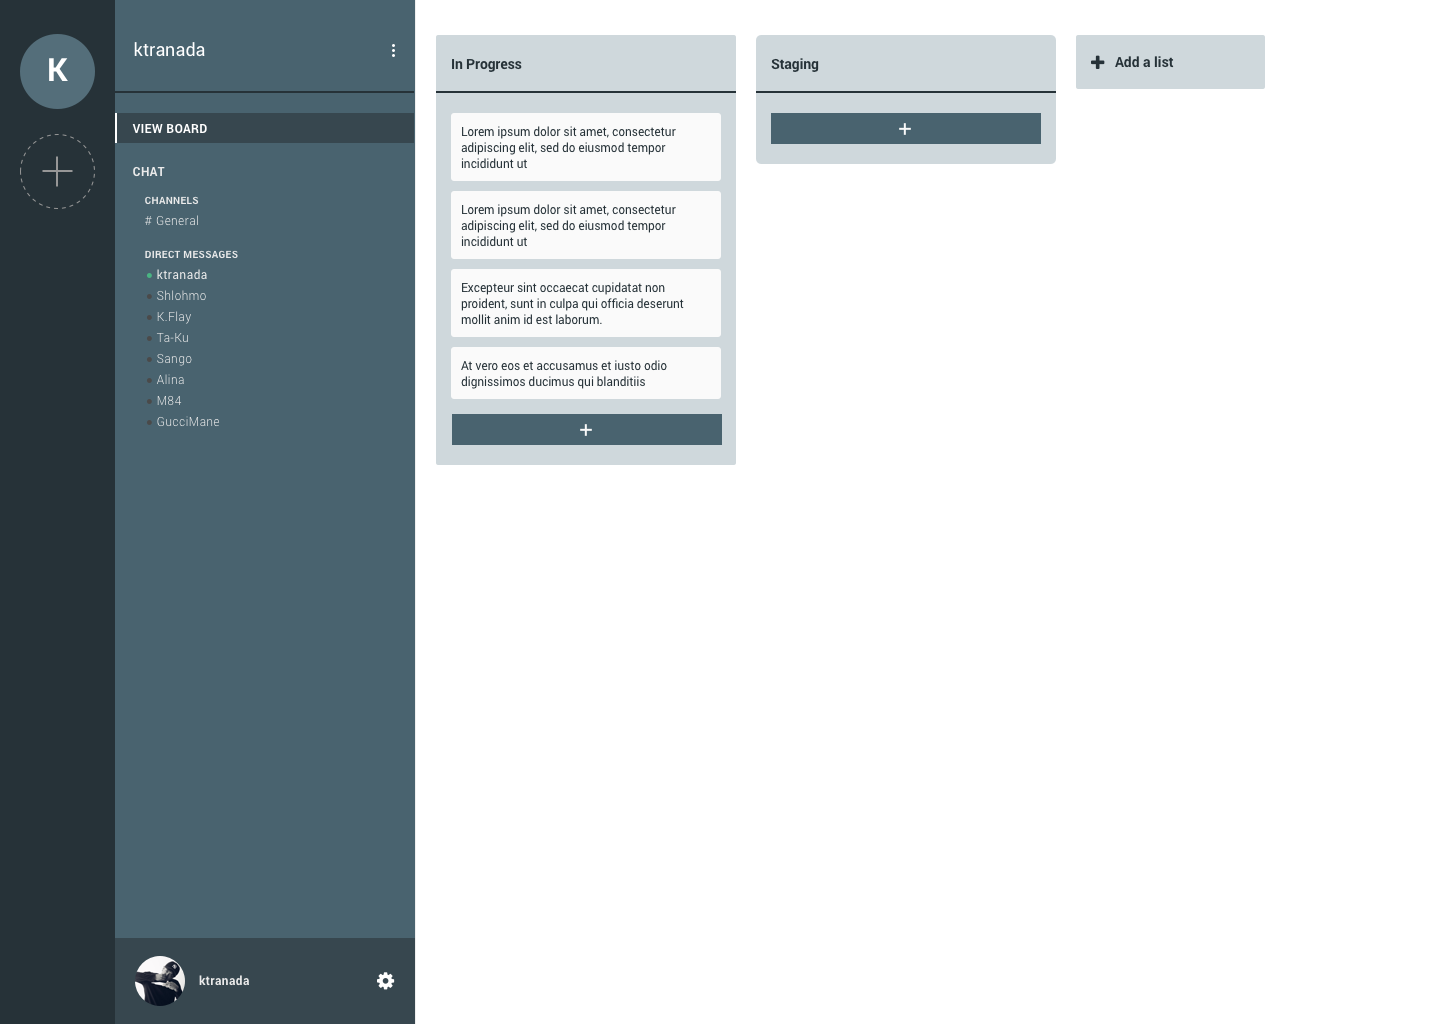 K
ktranada
VIEW BOARD
CHAT
CHANNELS
# General
DIRECT MESSAGES
ktranada
Shlohmo
K.Flay
Ta-Ku
Sango
Alina
M84
GucciMane
ktranada
In Progress
Lorem ipsum dolor sit amet, consectetur
adipiscing elit, sed do eiusmod tempor
incididunt ut
Lorem ipsum dolor sit amet, consectetur
adipiscing elit, sed do eiusmod tempor
incididunt ut
Excepteur sint occaecat cupidatat non
proident, sunt in culpa qui officia deserunt
mollit anim id est laborum.
At vero eos et accusamus et iusto odio
dignissimos ducimus qui blanditiis
+
Staging
+
Add a list